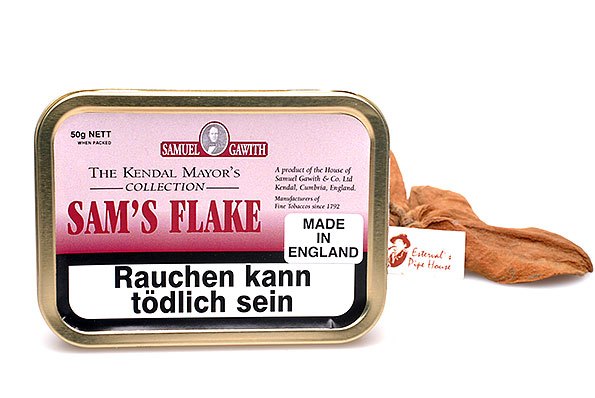 50g NETT
WHEN PACKED
SAMUEL GAWITH
THE KENDAL MAYOR'S
COLLECTION
SAM'S FLAKE
A product of the House of
Samuel Gawith & Co. Ltd
Kendal, Cumbria, England.
Manufacturers of
Fine Tobaccos since 1792
MADE
IN
ENGLAND
Rauchen kann
tödlich sein
Esterval's
Pipe House